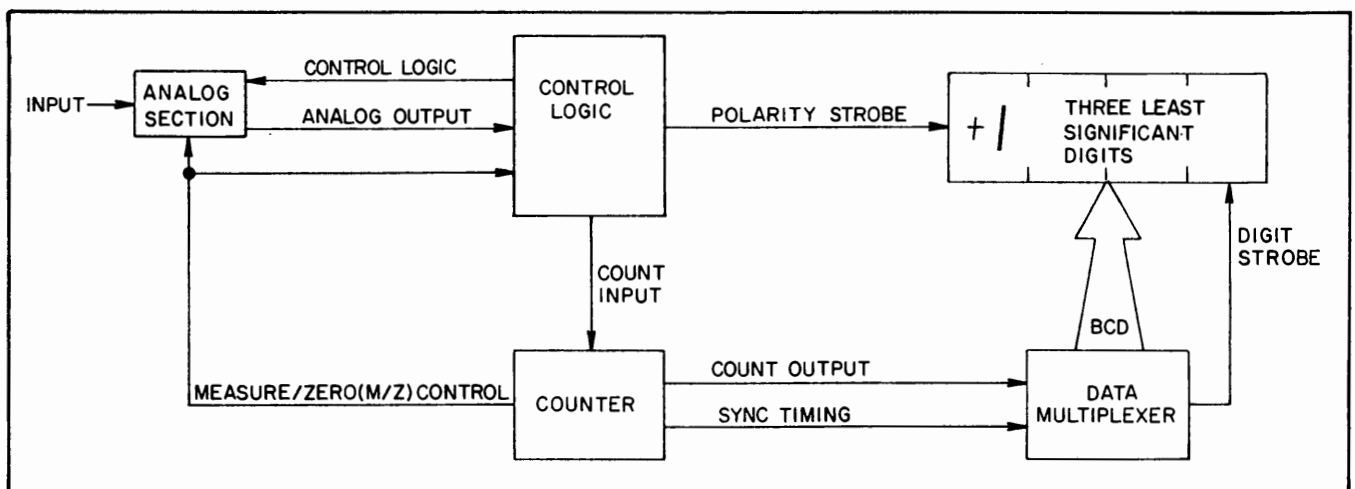 INPUT
ANALOG
SECTION
CONTROL LOGIC
ANALOG OUTPUT
CONTROL
LOGIC
POLARITY STROBE
+1
THREE LEAST
SIGNIFICANT
DIGITS
COUNT
INPUT
DIGIT
STROBE
BCD
MEASURE/ZERO(M/Z) CONTROL
COUNTER
COUNT OUTPUT
SYNC TIMING
DATA
MULTIPLEXER